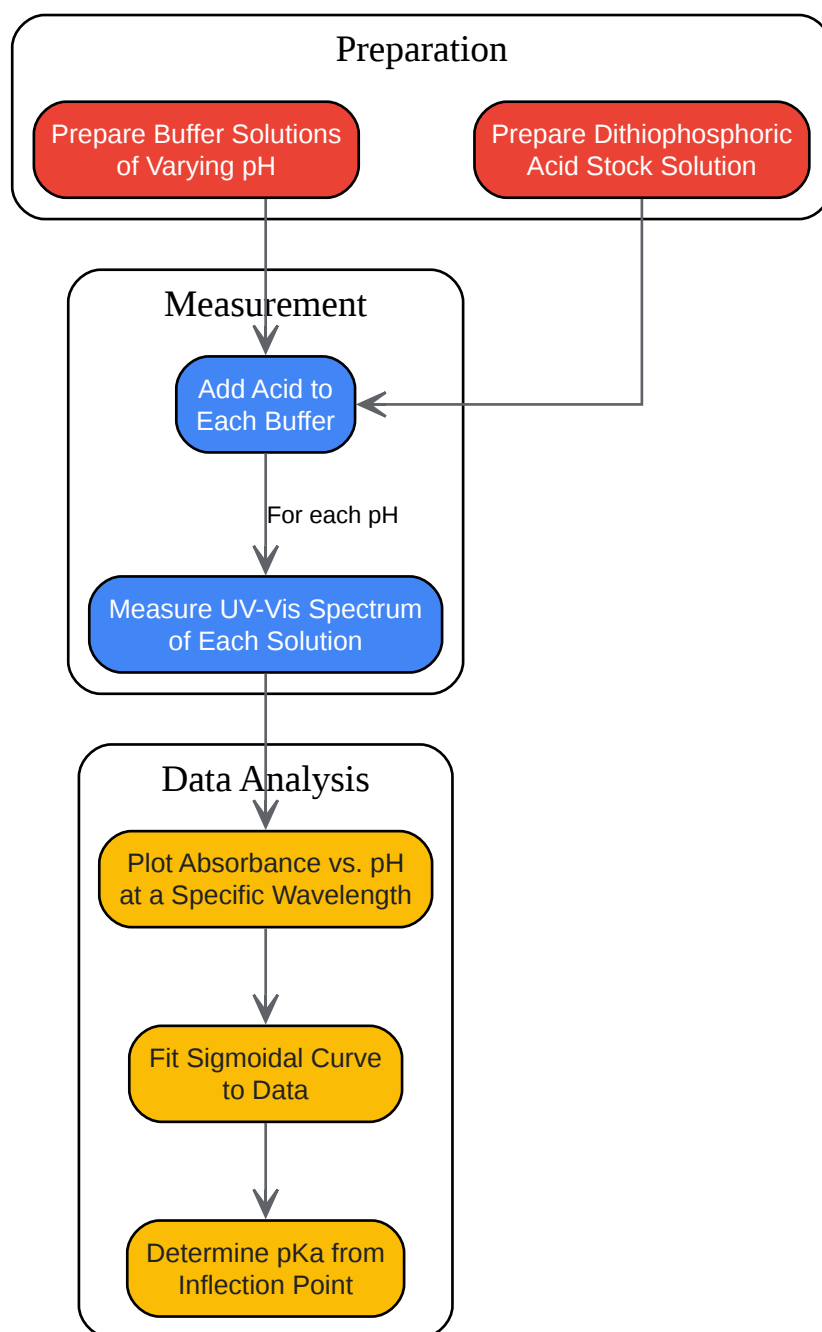 Preparation
Prepare Buffer Solutions
of Varying pH
Prepare Dithiophosphoric
Acid Stock Solution
Measurement
Add Acid to
Each Buffer
For each pH
Measure UV-Vis Spectrum
of Each Solution
Data Analysis
Plot Absorbance vs. pH
at a Specific Wavelength
Fit Sigmoidal Curve
to Data
Determine pKa from
Inflection Point